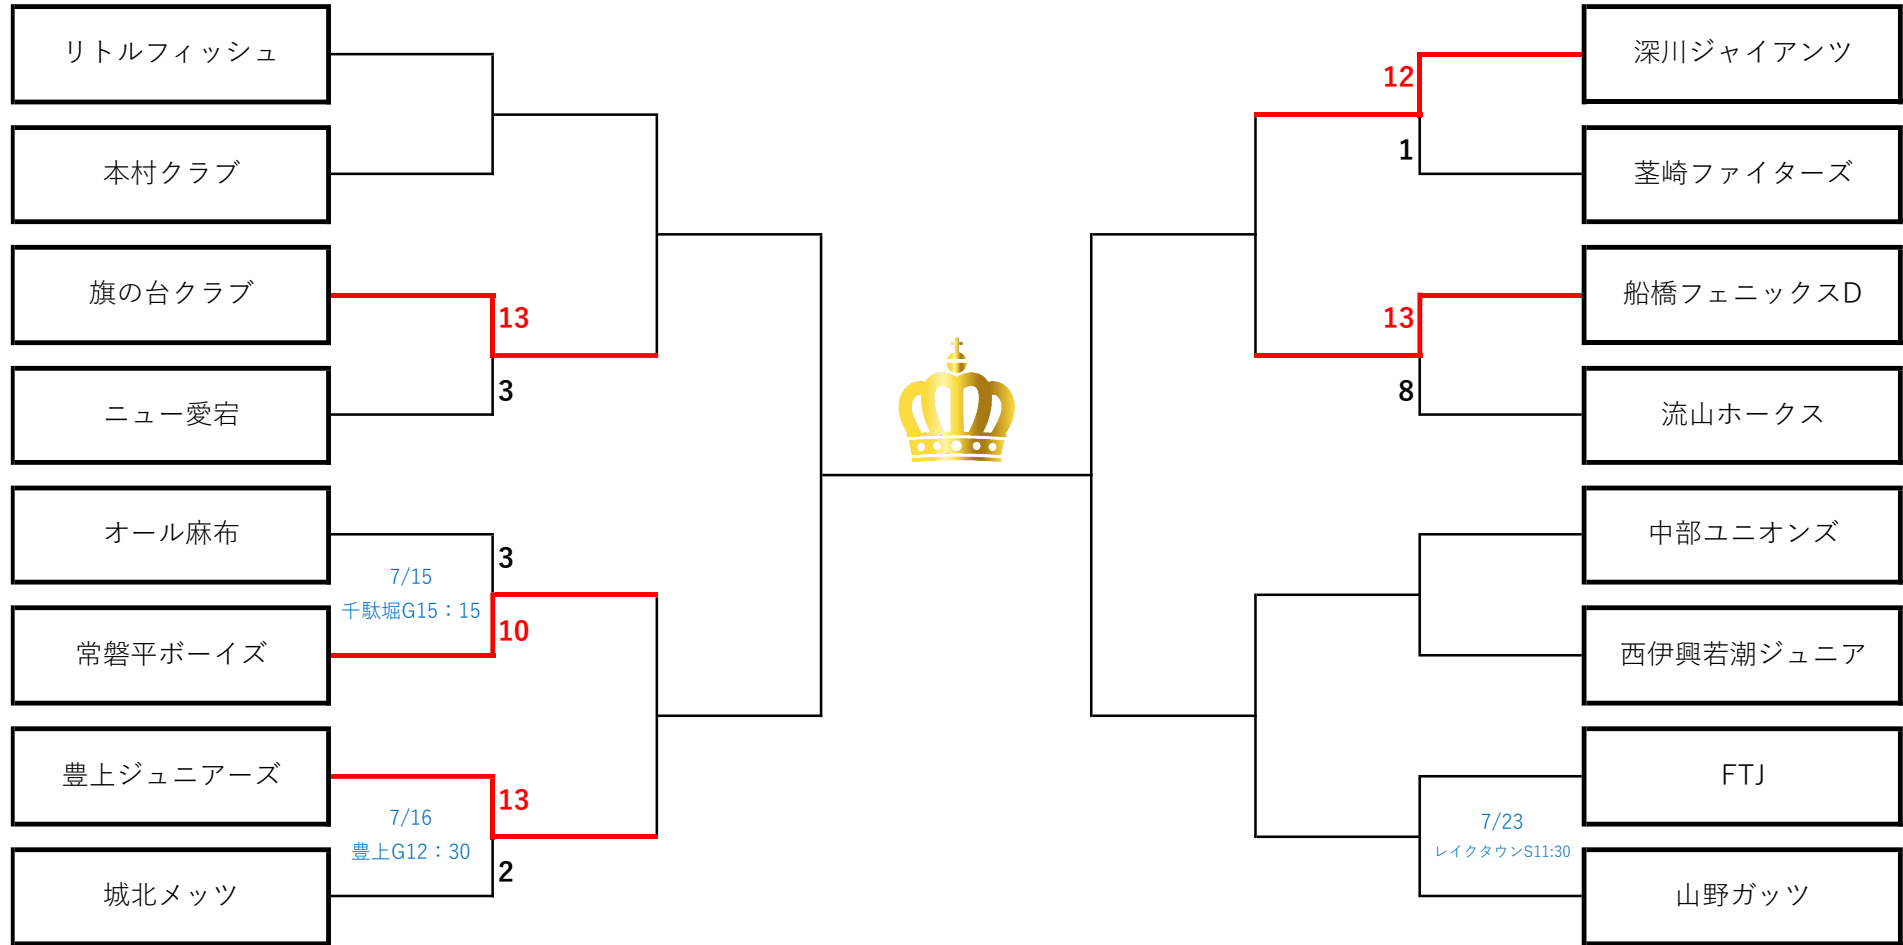 リトルフィッシュ
本村クラブ
旗の台クラブ
13
3
ニュー愛宕
オール麻布
3
7/15
千駄堀G15：15
10
常磐平ボーイズ
豊上ジュニアーズ
13
7/16
豊上G12：30
2
城北メッツ
深川ジャイアンツ
12
1
茎崎ファイターズ
船橋フェニックスD
13
8
流山ホークス
中部ユニオンズ
西伊興若潮ジュニア
FTJ
7/23
レイクタウンS11:30
山野ガッツ